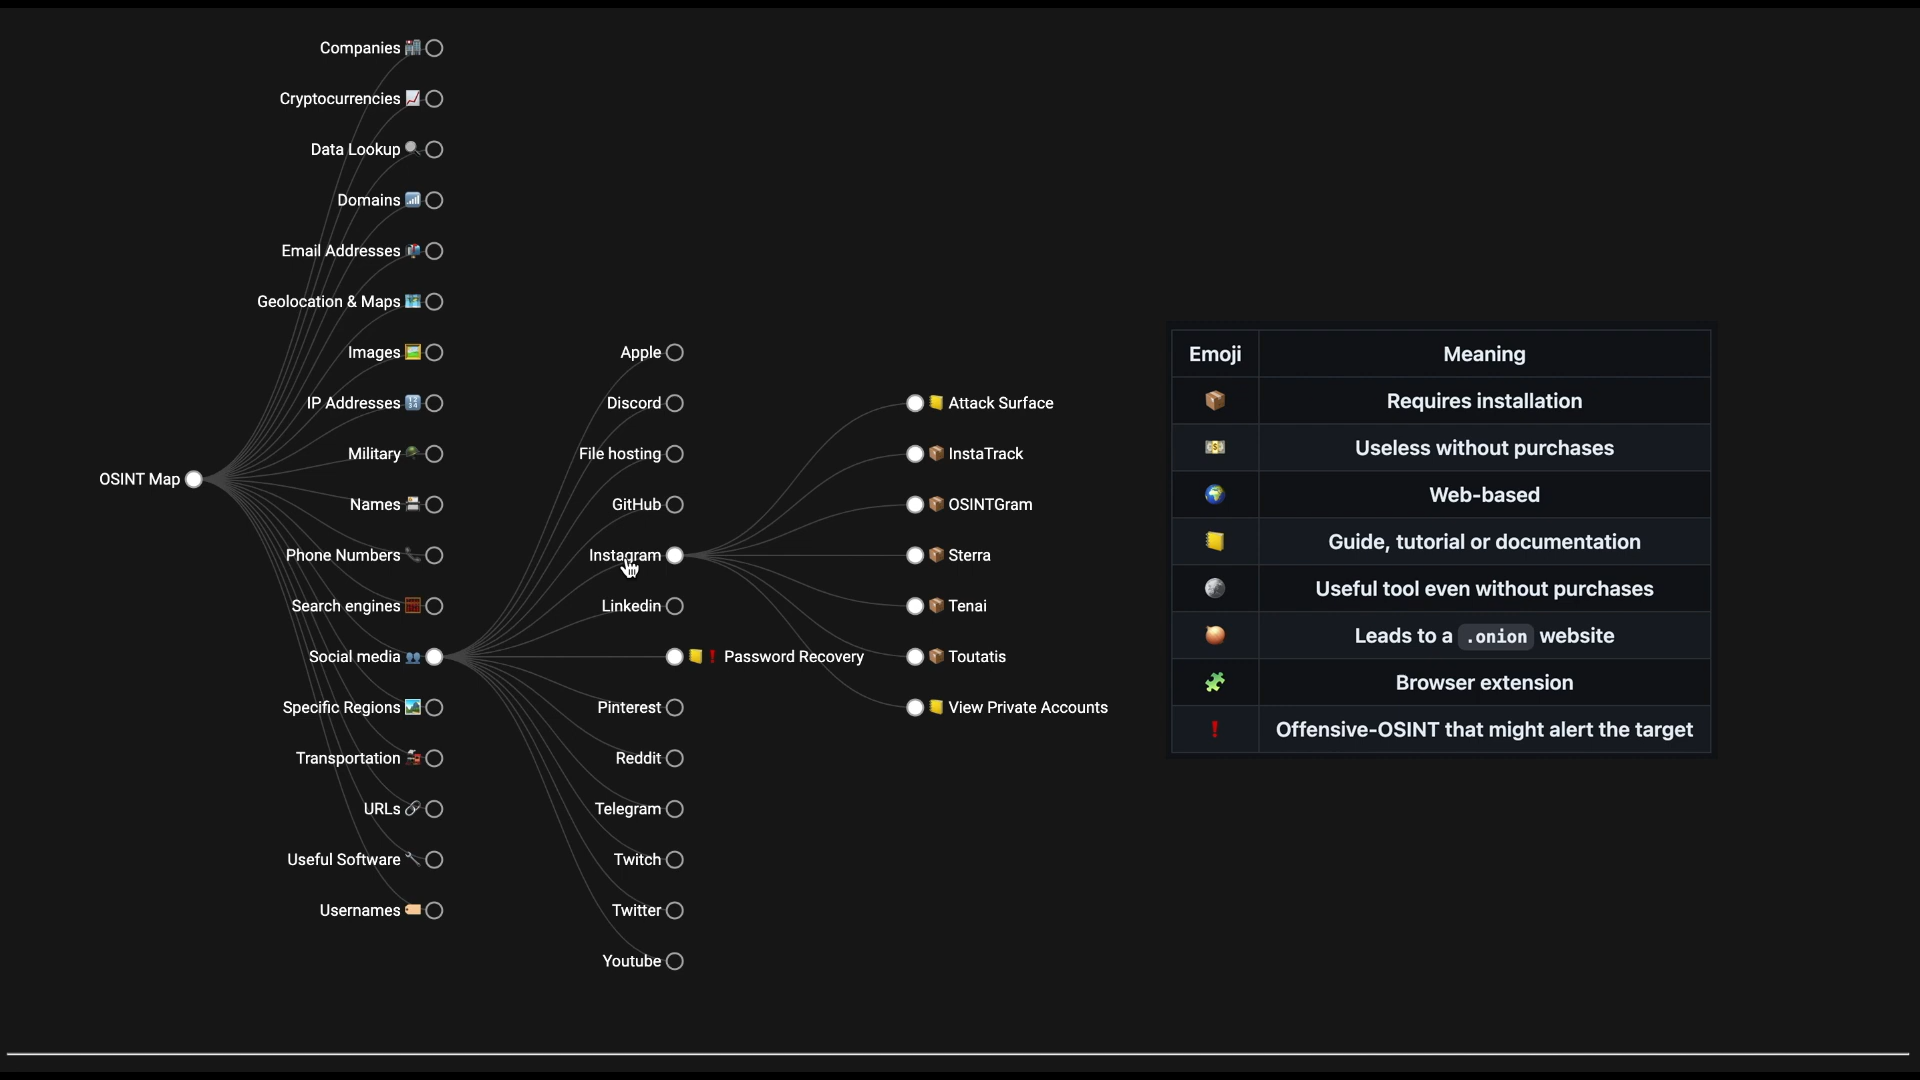 OSINT Map
Companies
Cryptocurrencies
Data Lookup
Domains
Email Addresses
Geolocation & Maps
Images
IP Addresses
Military
Names
Phone Numbers
Search engines
Social media
Specific Regions
Transportation
URLs
Useful Software
Usernames
Apple
Discord
File hosting
GitHub
Instagram
Linkedin
Password Recovery
Pinterest
Reddit
Telegram
Twitch
Twitter
Youtube
Attack Surface
InstaTrack
OSINTGram
Sterra
Tenai
Toutatis
View Private Accounts
Emoji Meaning
Requires installation
Useless without purchases
Web-based
Guide, tutorial or documentation
Useful tool even without purchases
Leads to a .onion website
Browser extension
Offensive-OSINT that might alert the target